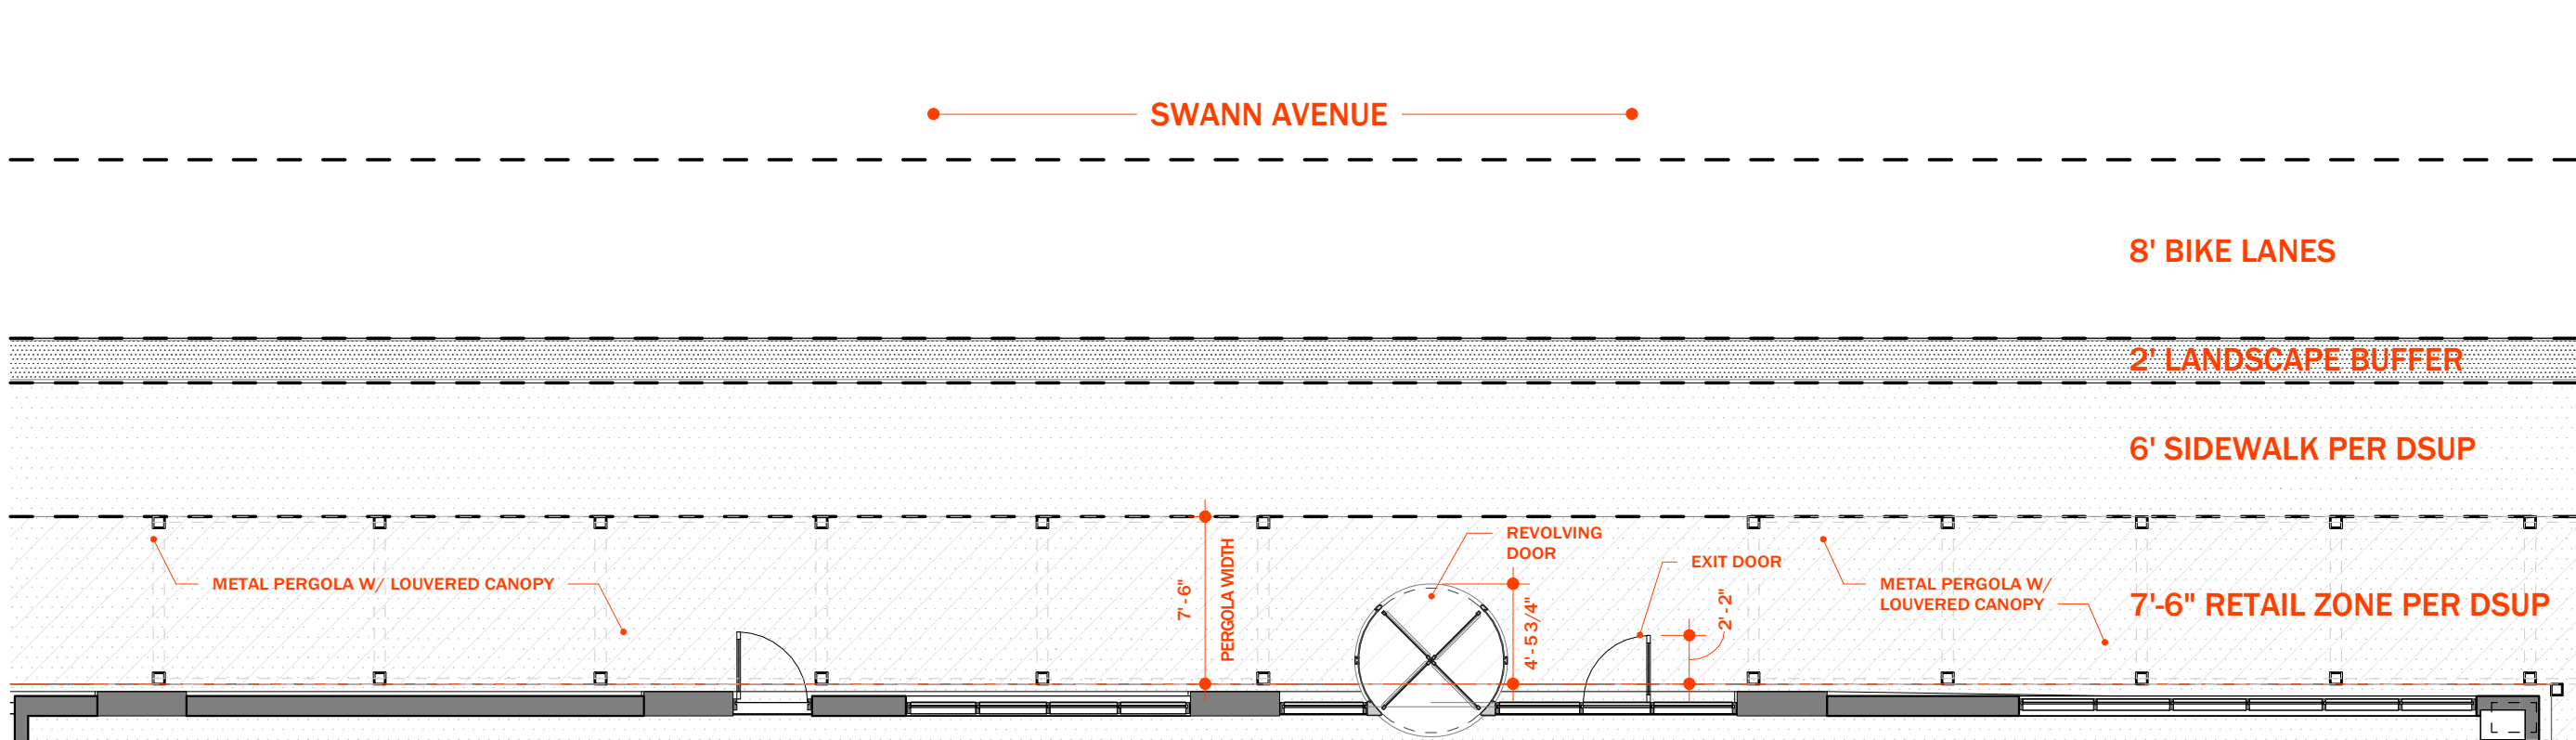 SWANN AVENUE
8' BIKE LANES
2' LANDSCAPE BUFFER
6' SIDEWALK PER DSUP
REVOLVING
DOOR
EXIT DOOR
METAL PERGOLA W/ LOUVERED CANOPY
7'-6"
PERGOLA WIDTH
4'-5 3/4"
2'-2"
METAL PERGOLA W/
LOUVERED CANOPY
7'-6" RETAIL ZONE PER DSUP